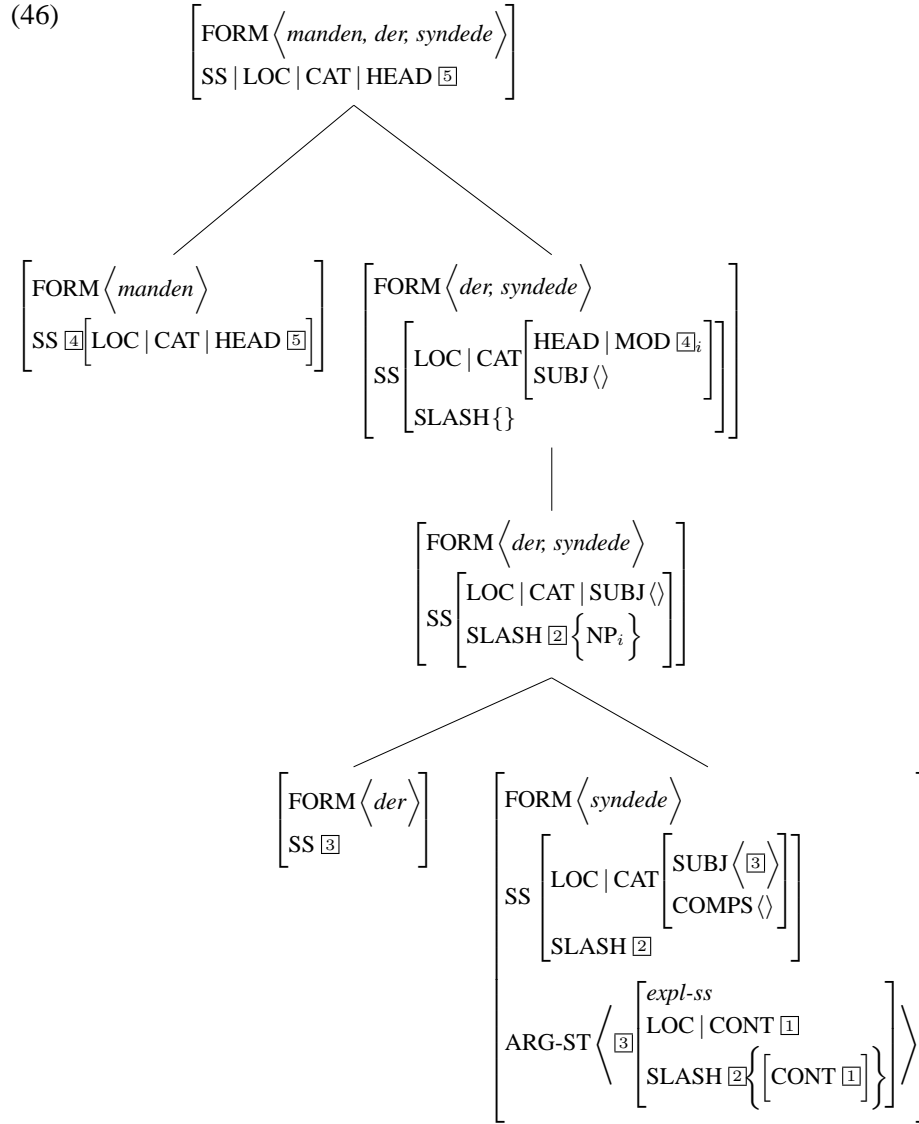 (46)
FORM ⟨manden, der, syndede⟩
SS | LOC | CAT | HEAD 5
FORM ⟨manden⟩
SS 4 [LOC | CAT | HEAD 5]
FORM ⟨der, syndede⟩
SS [LOC | CAT [HEAD | MOD 4 i
SUBJ ⟨⟩]
SLASH {}]
FORM ⟨der, syndede⟩
SS [LOC | CAT | SUBJ ⟨⟩
SLASH 2 {NP i}]
FORM ⟨der⟩
SS 3
FORM ⟨syndede⟩
SS [LOC | CAT [SUBJ ⟨3⟩
COMPS ⟨⟩]
SLASH 2]
ARG-ST ⟨3 [expl-ss
LOC | CONT 1
SLASH 2 {[CONT 1]}]⟩